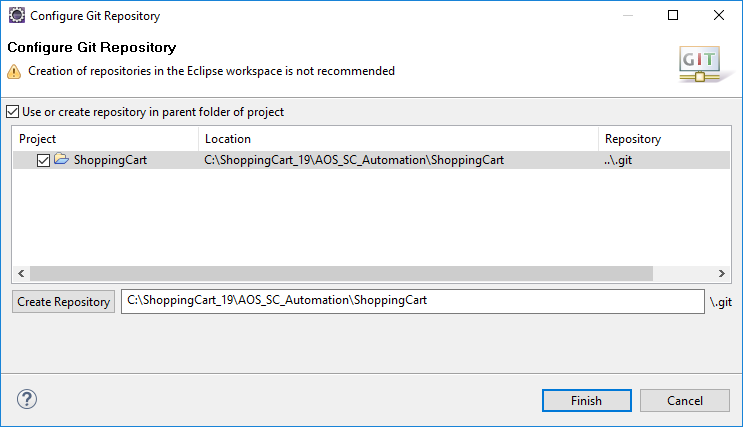 Configure Git Repository
Configure Git Repository
Creation of repositories in the Eclipse workspace is not recommended
GIT
Use or create repository in parent folder of project
Project Location Repository
ShoppingCart C:\ShoppingCart_19\AOS_SC_Automation\ShoppingCart ..\.git
Create Repository C:\ShoppingCart_19\AOS_SC_Automation\ShoppingCart \.git
? Finish Cancel